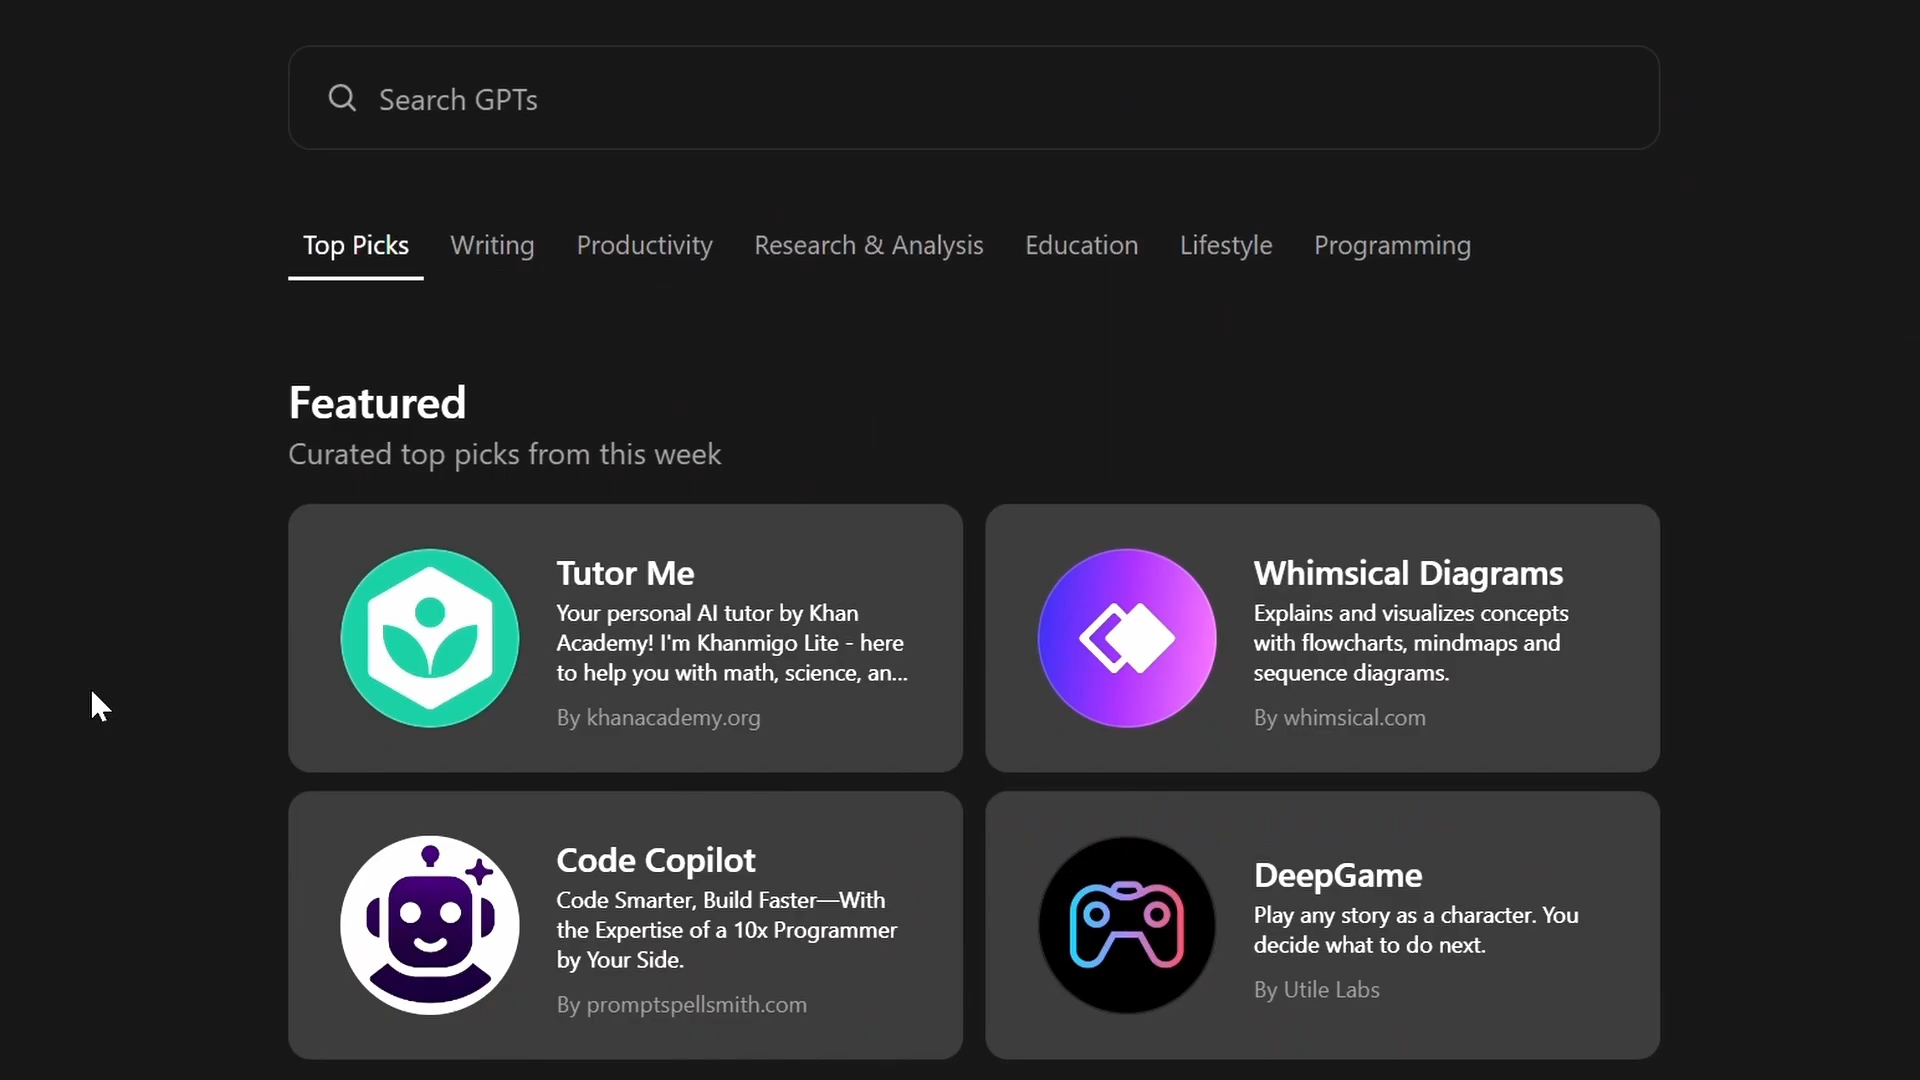 Search GPTs
Top Picks Writing Productivity Research & Analysis Education Lifestyle Programming
Featured
Curated top picks from this week
Tutor Me
Your personal AI tutor by Khan
Academy! I'm Khanmigo Lite - here
to help you with math, science, an...
By khanacademy.org
Whimsical Diagrams
Explains and visualizes concepts
with flowcharts, mindmaps and
sequence diagrams.
By whimsical.com
Code Copilot
Code Smarter, Build Faster—With
the Expertise of a 10x Programmer
by Your Side.
By promptspellsmith.com
DeepGame
Play any story as a character. You
decide what to do next.
By Utile Labs